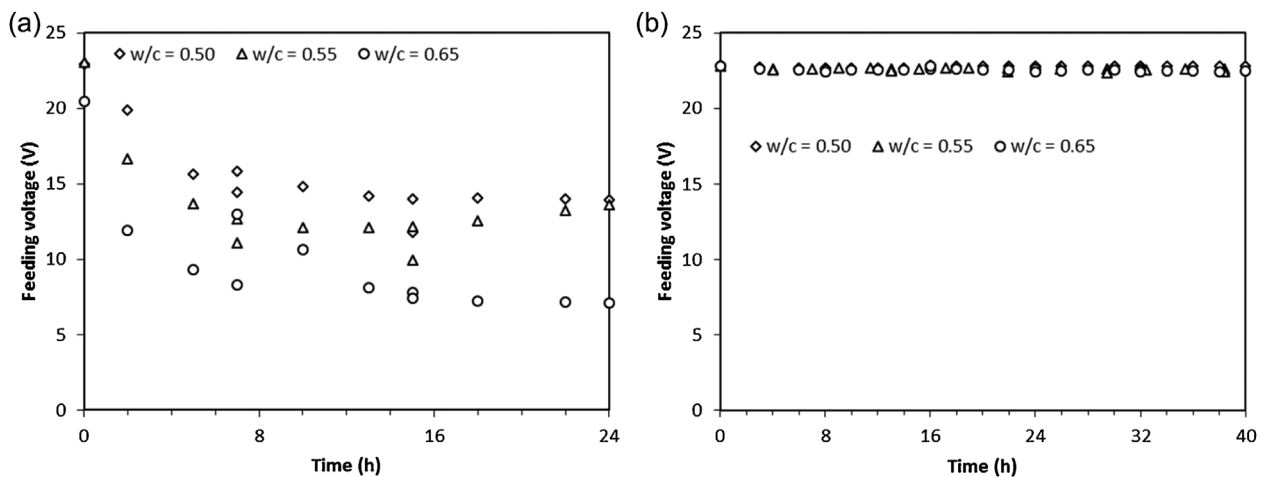 (a)
25
20
15
10
5
0
Feeding voltage (V)
w/c = 0.50 w/c = 0.55 w/c = 0.65
0 8 16 24
Time (h)
(b)
25
20
15
10
5
0
Feeding voltage (V)
w/c = 0.50 w/c = 0.55 w/c = 0.65
0 8 16 24 32 40
Time (h)